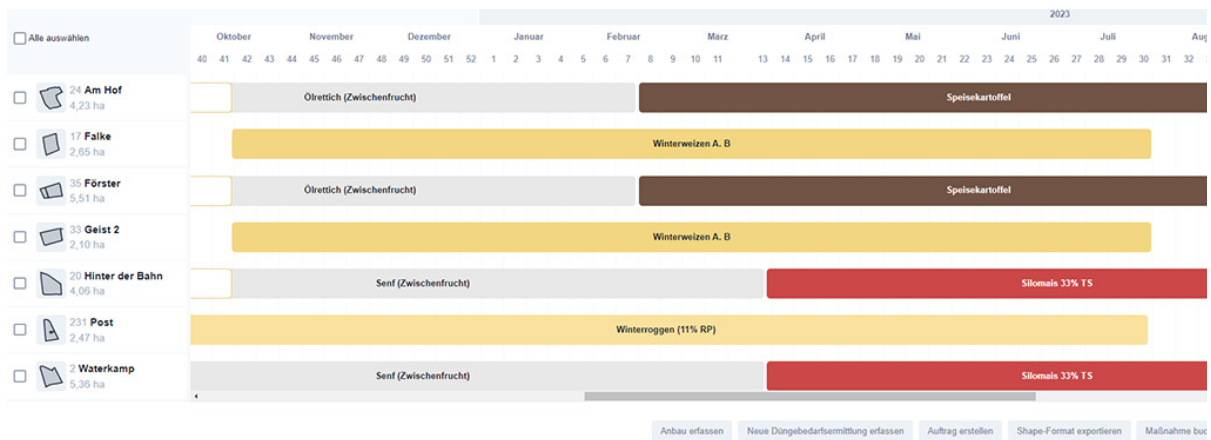 2023
Alle auswählen
Oktober November Dezember Januar Februar März April Mai Juni Juli Aug
40 41 42 43 44 45 46 47 48 49 50 51 52 1 2 3 4 5 6 7 8 9 10 11 13 14 15 16 17 18 19 20 21 22 23 24 25 26 27 28 29 30 31 32
24 Am Hof
4,23 ha
Ölrettich (Zwischenfrucht) Speisekartoffel
17 Falke
2,65 ha
Winterweizen A. B
35 Förster
5,51 ha
Ölrettich (Zwischenfrucht) Speisekartoffel
33 Geist 2
2,10 ha
Winterweizen A. B
20 Hinter der Bahn
4,06 ha
Senf (Zwischenfrucht) Silomais 33% TS
231 Post
2,47 ha
Winterroggen (11% RP)
2 Waterkamp
5,36 ha
Senf (Zwischenfrucht) Silomais 33% TS
Anbau erfassen Neue Düngebedarfsermittlung erfassen Auftrag erstellen Shape-Format exportieren Maßnahme buc